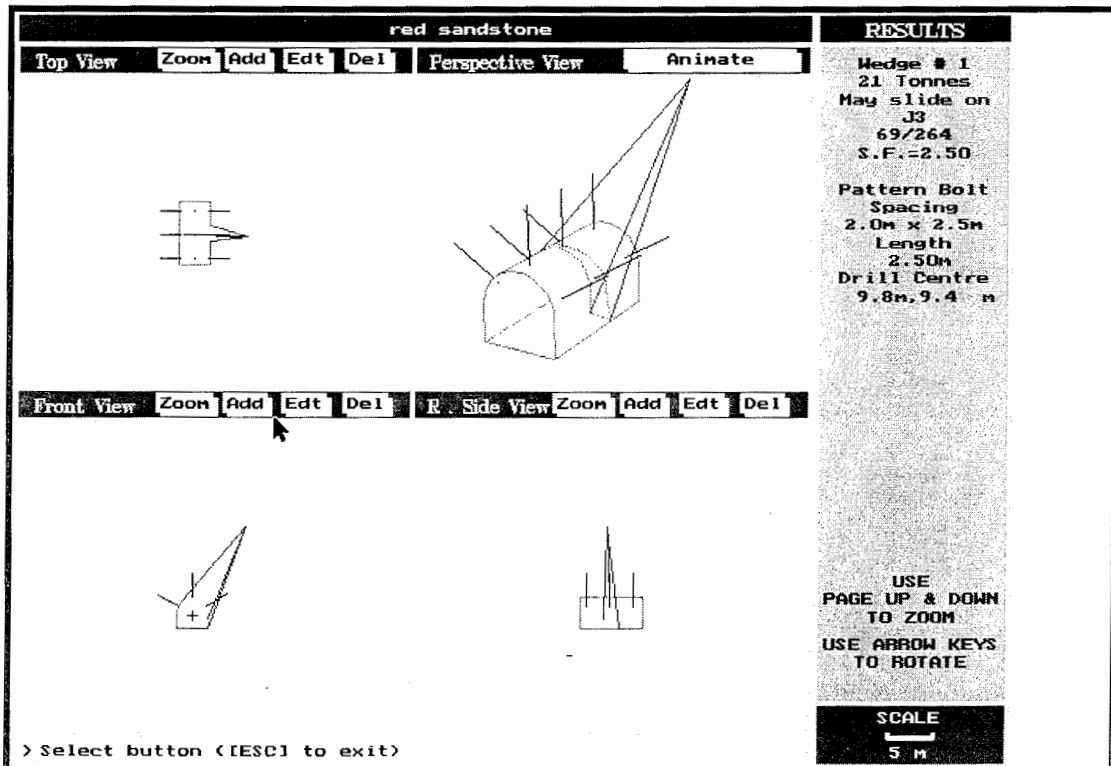 red sandstone
Top View Zoom Add Edt Del
Perspective View Animate
Front View Zoom Add Edt Del
R. Side View Zoom Add Edt Del
> Select button ([ESC] to exit)
RESULTS
Wedge # 1
21 Tonnes
May slide on
J3
69/264
S.F.=2.50
Pattern Bolt
Spacing
2.0m x 2.5m
Length
2.50m
Drill Centre
9.8m,9.4 m
USE
PAGE UP & DOWN
TO ZOOM
USE ARROW KEYS
TO ROTATE
SCALE
5 m